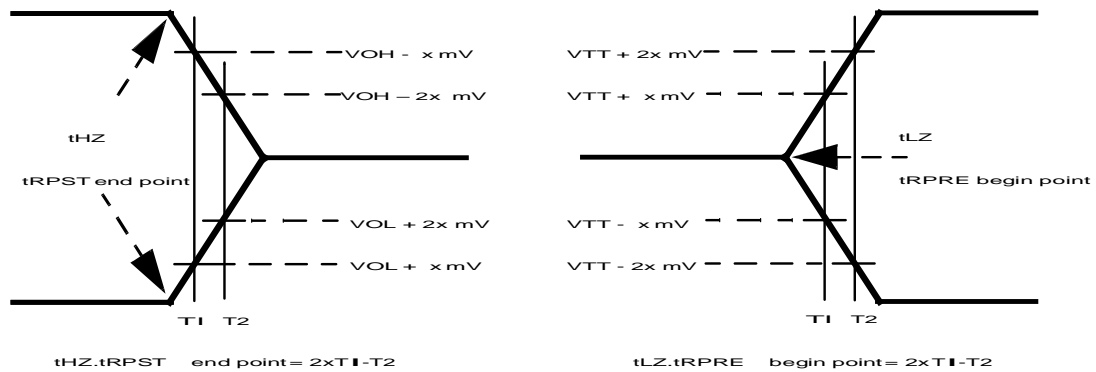 VOH - x mV
VOH – 2x mV
tHZ
tRPST end point
VOL + 2x mV
VOL + x mV
T1 T2
tHZ.tRPST end point= 2xT1-T2
VTT + 2x mV
VTT + x mV
tLZ
tRPRE begin point
VTT - x mV
VTT - 2x mV
T1 T2
tLZ.tRPRE begin point= 2xT1-T2